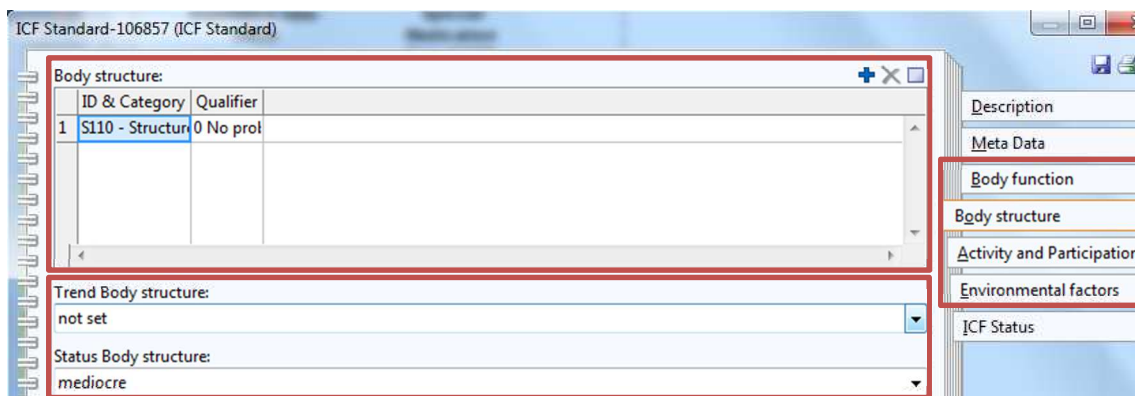 ICF Standard-106857 (ICF Standard)
Body structure:
ID & Category Qualifier
1 S110 - Structur 0 No prol
Trend Body structure:
not set
Status Body structure:
mediocre
Description
Meta Data
Body function
Body structure
Activity and Participation
Environmental factors
ICF Status